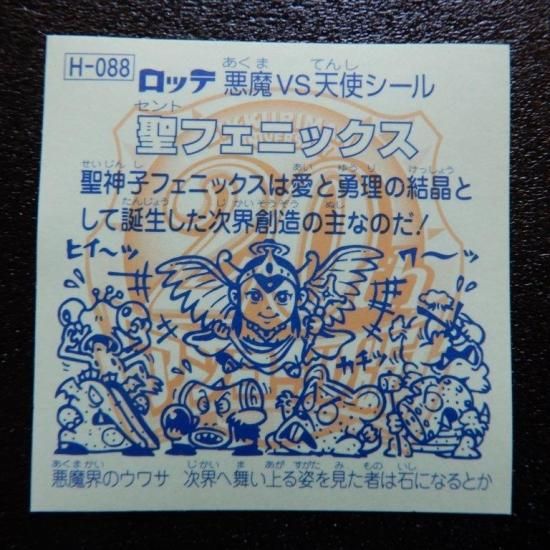 H-088 ロッテ 悪魔VS天使シール
聖フェニックス
聖神子フェニックスは愛と勇理の結晶と
して誕生した次界創造の主なのだ!
ヒイ〜ッ
ワ〜ッ
カチッ
悪魔界のウワサ 次界へ舞い上る姿を見た者は石になるとか